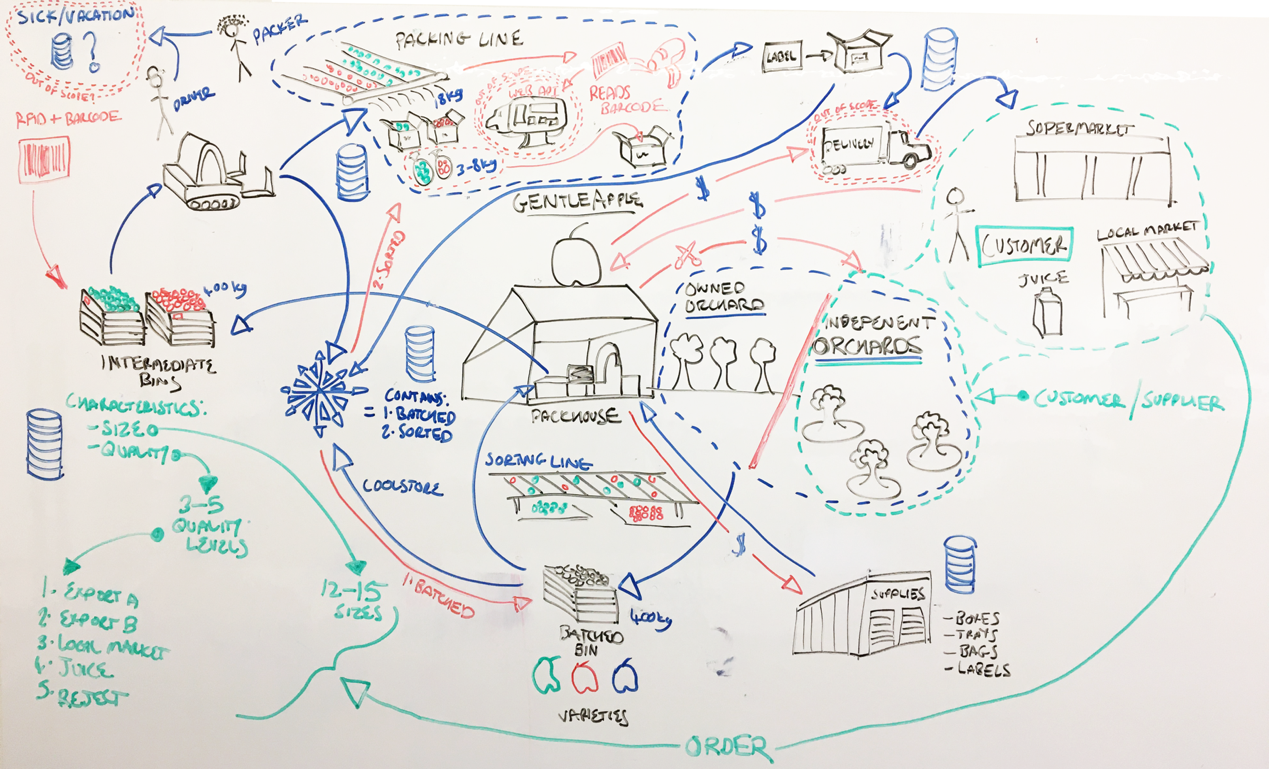 SICK/VACATION
?
OUT OF SCOPE?
PACKER
DRIVER
RFID + BARCODE
PACKING LINE
18kg
OUT OF SCOPE
WEB API
READS
BARCODE
3-8kg
LABEL
OUT OF SCOPE
DELIVERY
SOPERMARKET
CUSTOMER
LOCAL MARKET
JUICE
GENTLEAPPLE
$
$
$
2. SORTED
400kg
INTERMEDIATE
BINS
OWNED
ORCHARD
INDEPENENT
ORCHARDS
CUSTOMER/SUPPLIER
CONTAINS:
= 1. BATCHED
2. SORTED
PACKHOUSE
CHARACTERISTICS:
- SIZE
- QUALITY
3-5
QUALITY
LEVELS
1. EXPORT A
2. EXPORT B
3. LOCAL MARKET
4. JUICE
5. REJECT
12-15
SIZES
COOLSTORE
SORTING LINE
1. BATCHED
$
BATCHED
BIN
400kg
VARIETIES
SUPPLIES
- BOXES
- TRAYS
- BAGS
- LABELS
ORDER